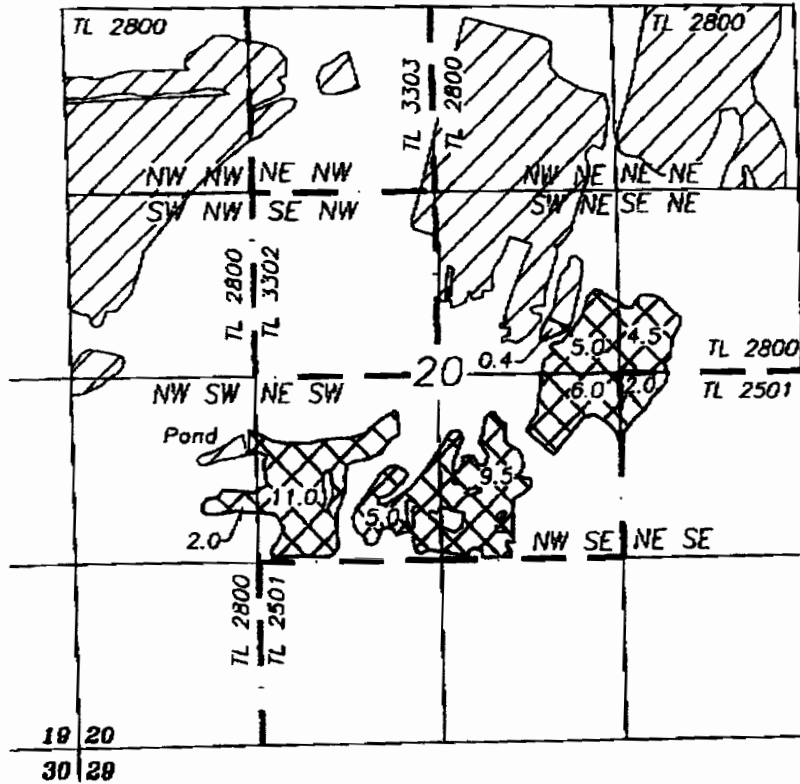 TL 2800
TL 2800
TL 3303
TL 2800
NW NW NE NW
NW NE NE NE
SW NW SE NW
SW NE SE NE
TL 2800
TL 3302
5.0
4.5
TL 2800
20
0.4
NW SW NE SW
6.0
2.0
TL 2501
Pond
9.5
11.0
5.0
2.0
NW SE NE SE
TL 2800
TL 2501
19 20
30 29